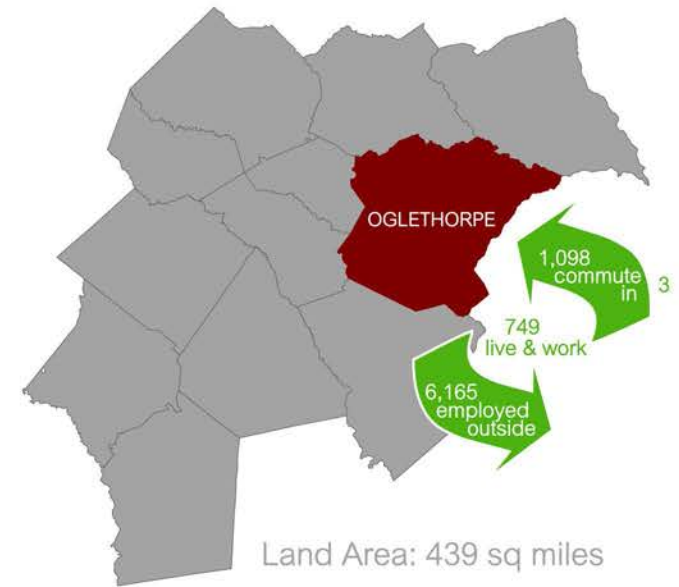 OGLETHORPE
1,098
commute
in
3
749
live & work
6,165
employed
outside
Land Area: 439 sq miles